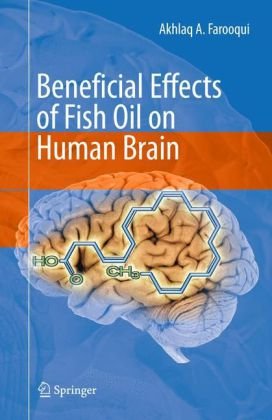 Akhlaq A. Farooqui
Beneficial Effects
of Fish Oil on
Human Brain
HO
O
CH₃
Springer